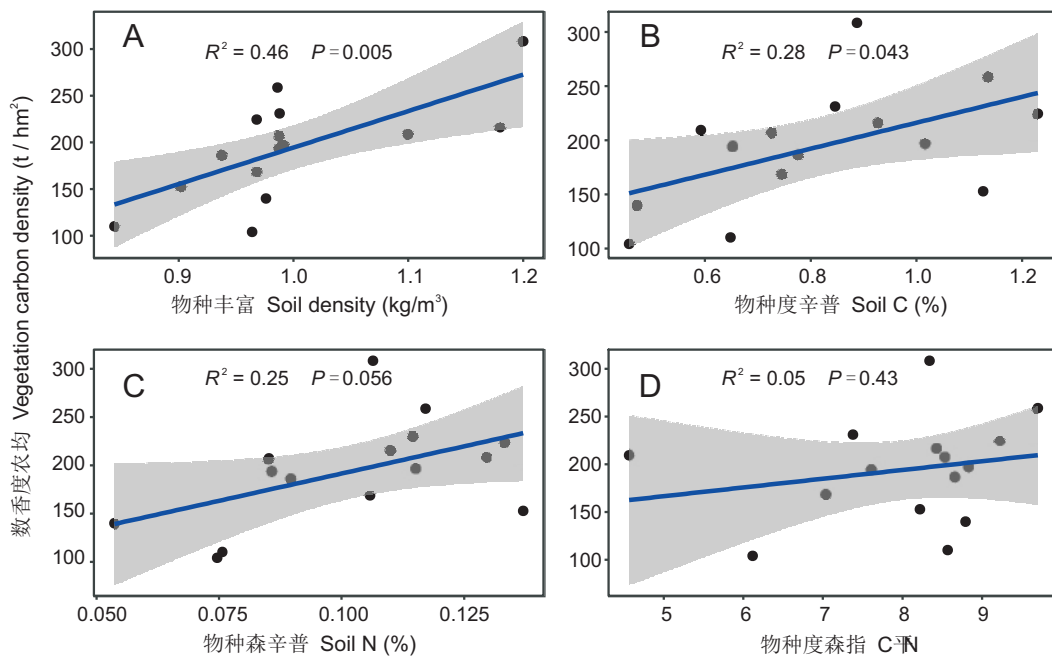 数香度农均 Vegetation carbon density (t / hm²)
A
R² = 0.46 P = 0.005
300
250
200
150
100
0.9 1.0 1.1 1.2
物种丰富 Soil density (kg/m³)
B
R² = 0.28 P = 0.043
300
250
200
150
100
0.6 0.8 1.0 1.2
物种度辛普 Soil C (%)
C
R² = 0.25 P = 0.056
300
250
200
150
100
0.050 0.075 0.100 0.125
物种森辛普 Soil N (%)
D
R² = 0.05 P = 0.43
300
250
200
150
100
5 6 7 8 9
物种度森指 C平N